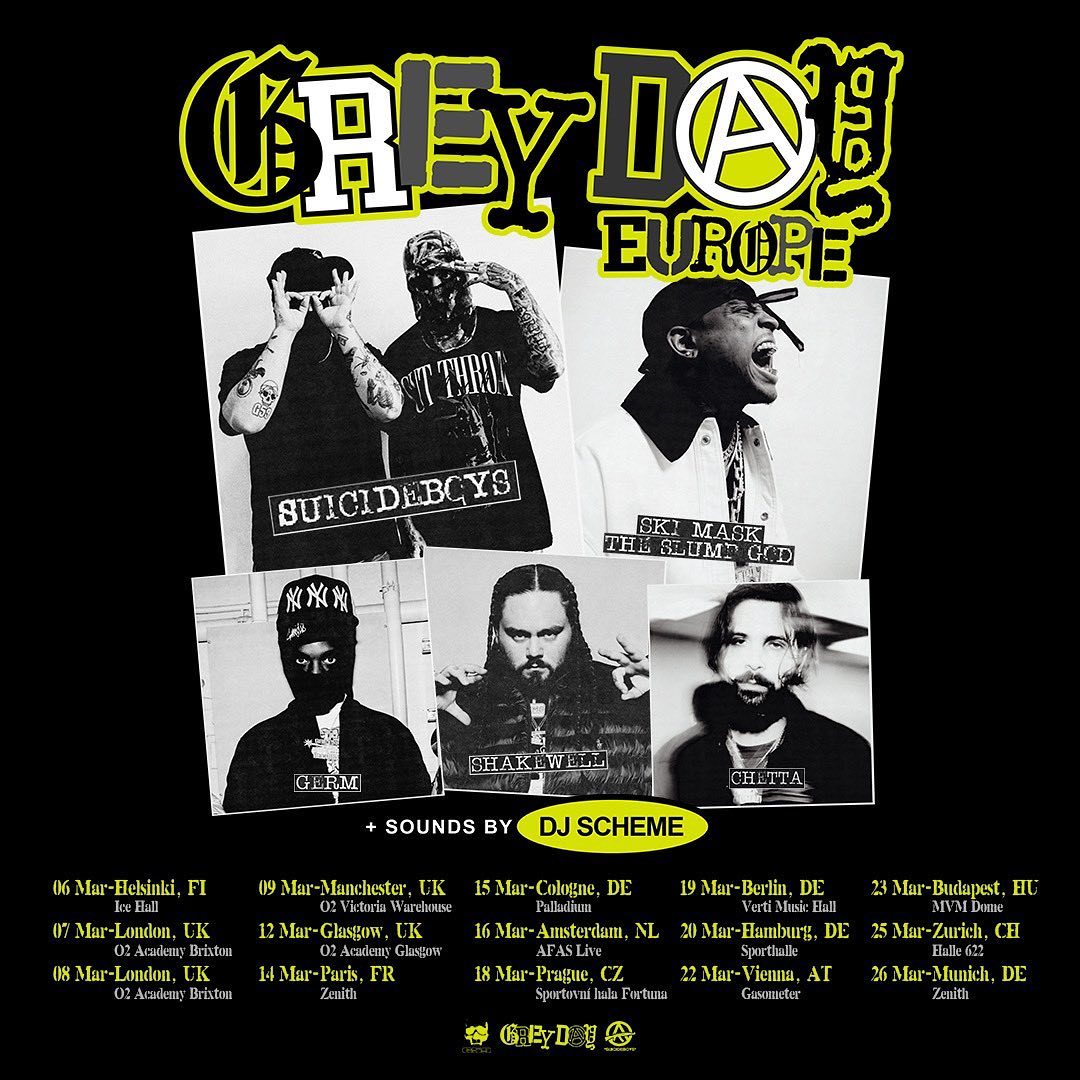 GREY DAY
EUROPE
G59
CUT THROA
SUICIDEBOYS
SKI MASK
THE SLUMP GOD
GERM
SHAKEWELL
CHETTA
+ SOUNDS BY DJ SCHEME
06 Mar-Helsinki, FI
Ice Hall
07 Mar-London, UK
O2 Academy Brixton
08 Mar-London, UK
O2 Academy Brixton
09 Mar-Manchester, UK
O2 Victoria Warehouse
12 Mar-Glasgow, UK
O2 Academy Glasgow
14 Mar-Paris, FR
Zenith
15 Mar-Cologne, DE
Palladium
16 Mar-Amsterdam, NL
AFAS Live
18 Mar-Prague, CZ
Sportovní hala Fortuna
19 Mar-Berlin, DE
Verti Music Hall
20 Mar-Hamburg, DE
Sporthalle
22 Mar-Vienna, AT
Gasometer
23 Mar-Budapest, HU
MVM Dome
25 Mar-Zurich, CH
Halle 622
26 Mar-Munich, DE
Zenith
GREY DAY